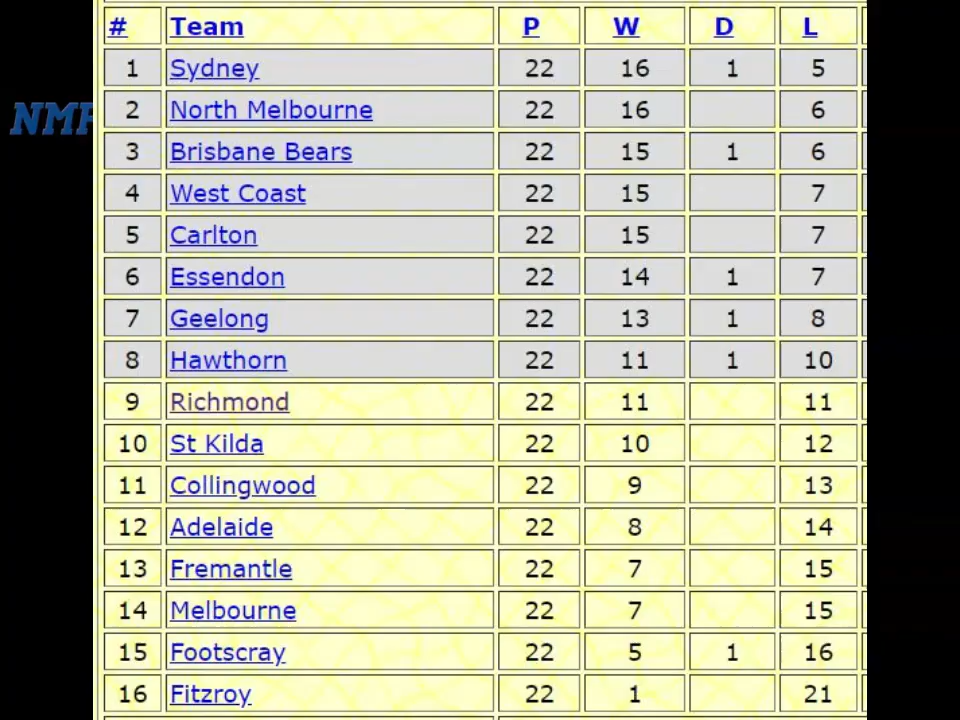 # Team P W D L
1 Sydney 22 16 1 5
2 North Melbourne 22 16 6
3 Brisbane Bears 22 15 1 6
4 West Coast 22 15 7
5 Carlton 22 15 7
6 Essendon 22 14 1 7
7 Geelong 22 13 1 8
8 Hawthorn 22 11 1 10
9 Richmond 22 11 11
10 St Kilda 22 10 12
11 Collingwood 22 9 13
12 Adelaide 22 8 14
13 Fremantle 22 7 15
14 Melbourne 22 7 15
15 Footscray 22 5 1 16
16 Fitzroy 22 1 21